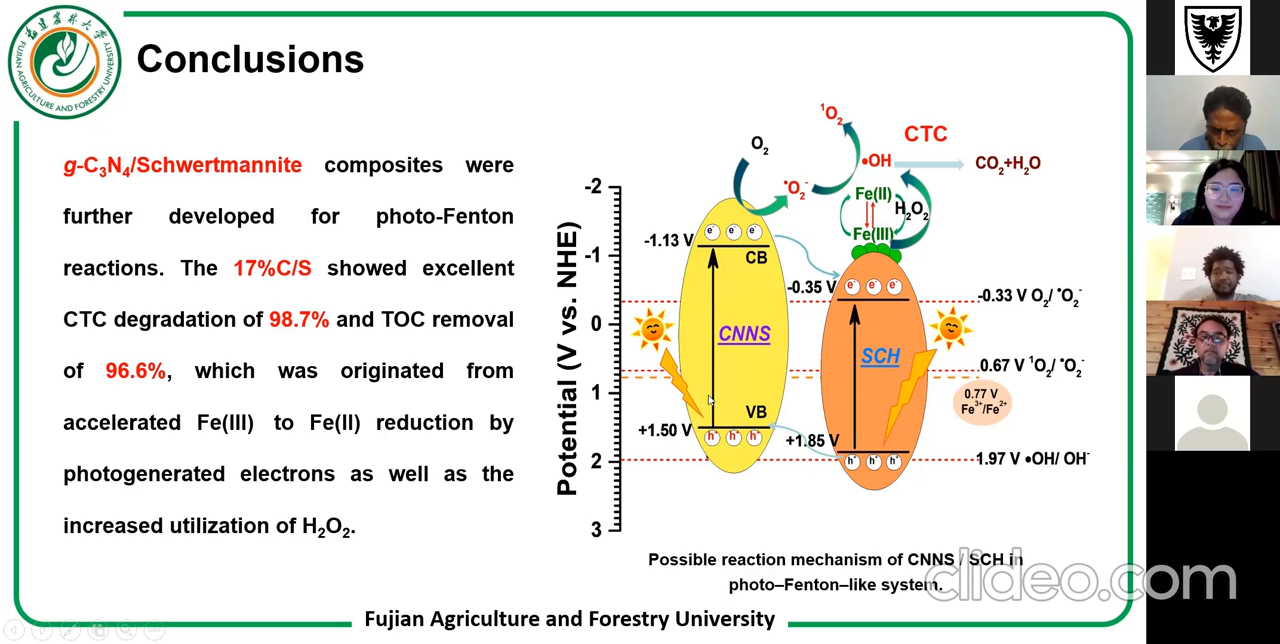 福建农林大学
FUJIAN AGRICULTURE AND FORESTRY UNIVERSITY
Conclusions
g-C₃N₄/Schwertmannite composites were
further developed for photo-Fenton
reactions. The 17%C/S showed excellent
CTC degradation of 98.7% and TOC removal
of 96.6%, which was originated from
accelerated Fe(III) to Fe(II) reduction by
photogenerated electrons as well as the
increased utilization of H₂O₂.
Potential (V vs. NHE)
-2
-1
0
1
2
3
O₂
•O₂⁻
¹O₂
•OH
CTC
CO₂+H₂O
Fe(II)
H₂O₂
Fe(III)
e⁻ e⁻ e⁻
-1.13 V
CB
e⁻ e⁻ e⁻
-0.35 V
-0.33 V O₂/ •O₂⁻
CNNS
SCH
0.67 V ¹O₂/ •O₂⁻
0.77 V
Fe³⁺/Fe²⁺
VB
+1.50 V
h⁺ h⁺ h⁺
+1.85 V
h⁺ h⁺ h⁺
1.97 V •OH/ OH⁻
Possible reaction mechanism of CNNS / SCH in
photo–Fenton–like system.
clideo.com
Fujian Agriculture and Forestry University